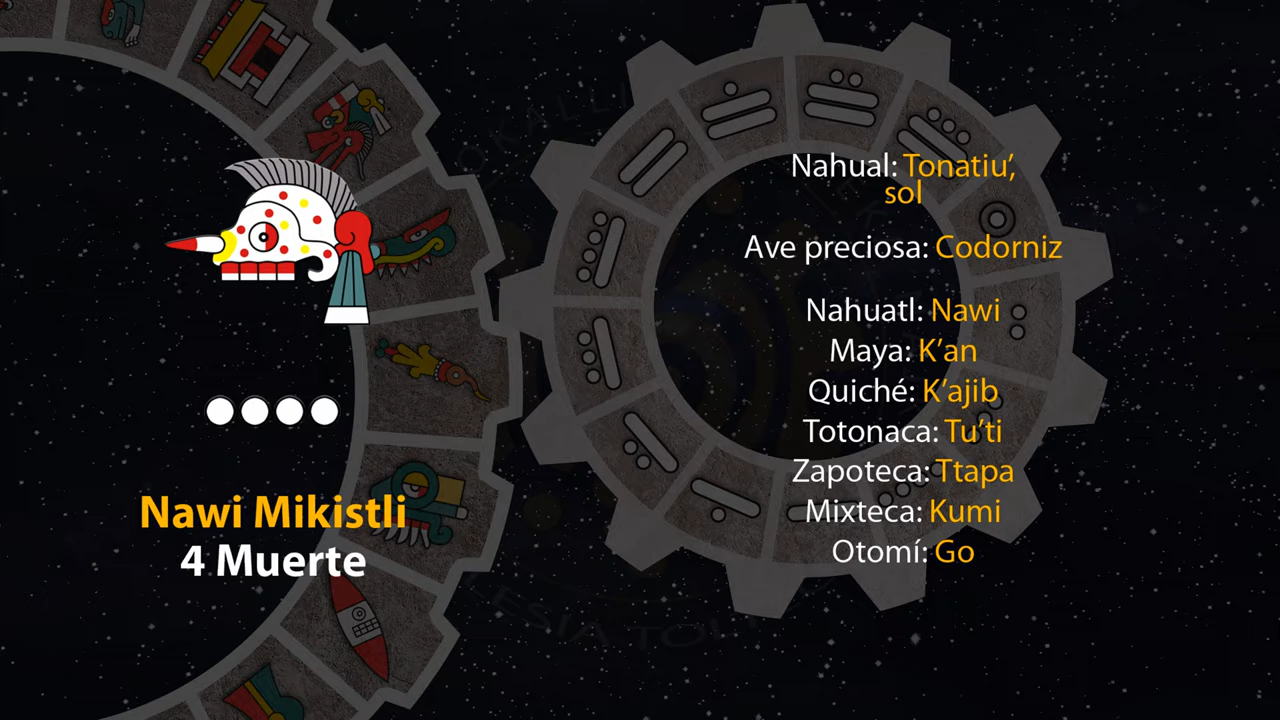 Nawi Mikistli
4 Muerte
Nahual: Tonatiu’,
sol
Ave preciosa: Codorniz
Nahuatl: Nawi
Maya: K’an
Quiché: K’ajib
Totonaca: Tu’ti
Zapoteca: Ttapa
Mixteca: Kumi
Otomí: Go